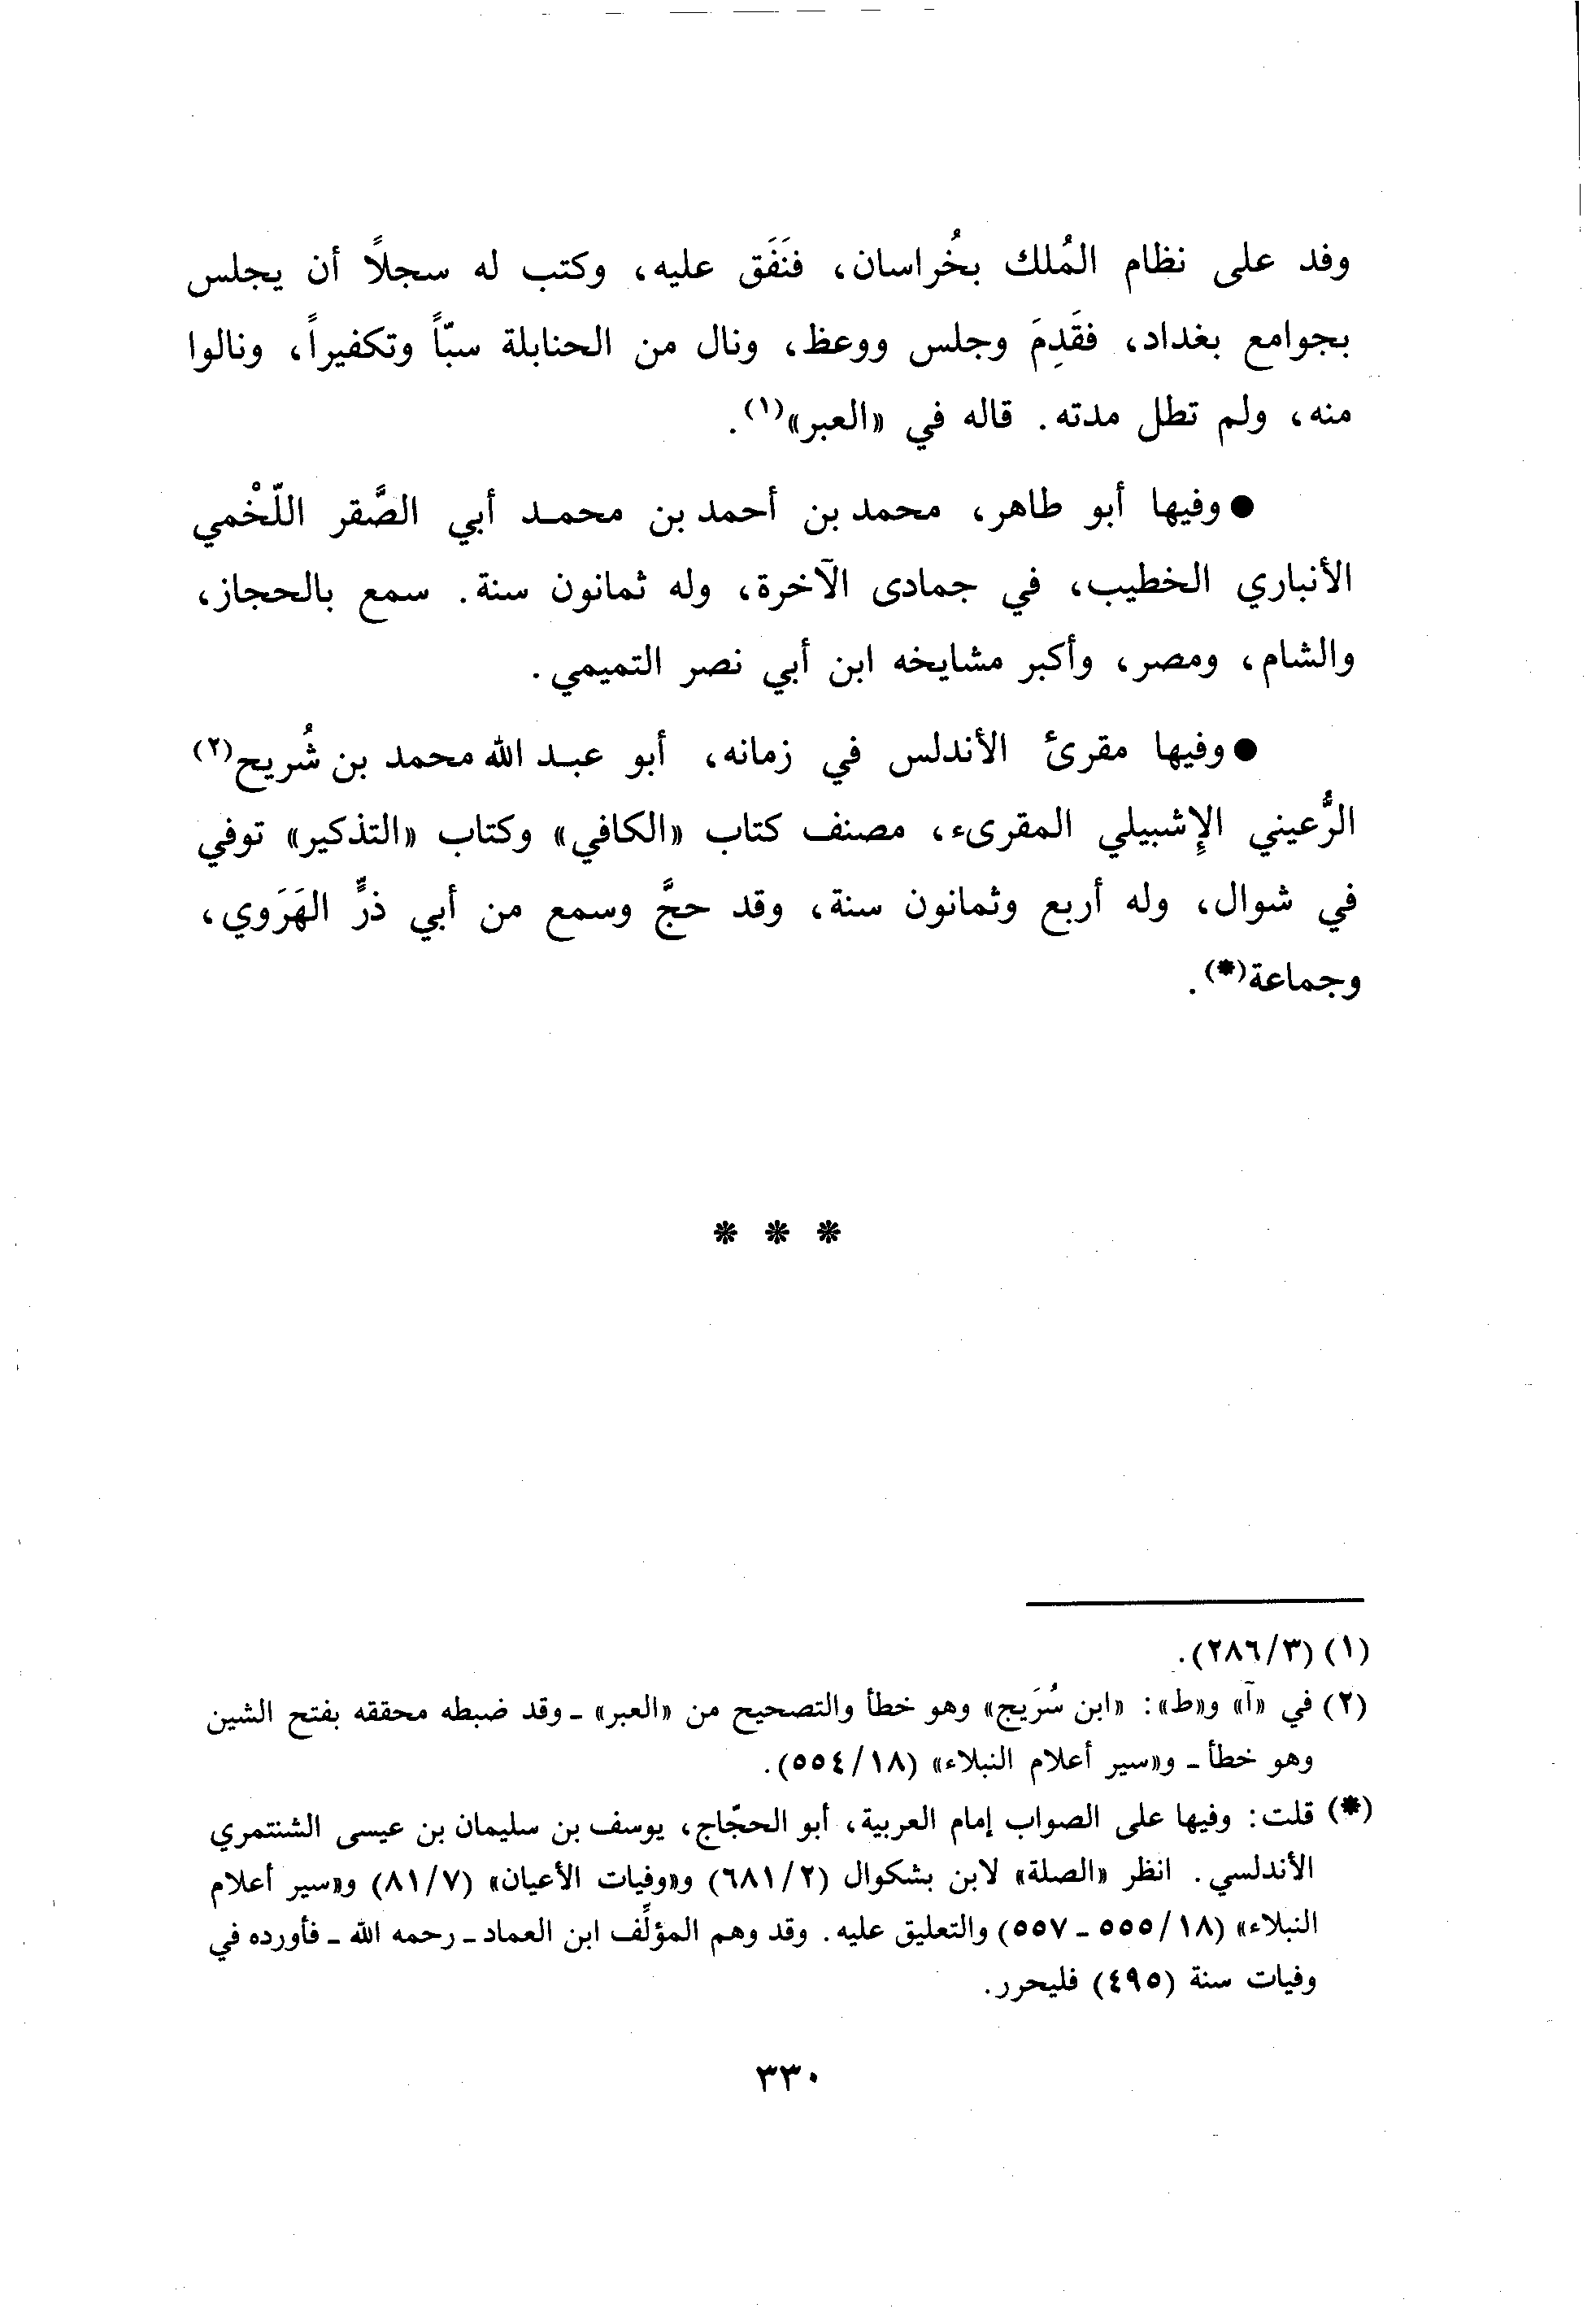 وفد على نظام المُلك بخُراسان، فنَفَق عليه، وكتب له سجلاً أن يجلس
بجوامع بغداد، فقَدِمَ وجلس ووعظ، ونال من الحنابلة سبّاً وتكفيراً، ونالوا
منه، ولم تطل مدته. قاله في «العبر»(١).
● وفيها أبو طاهر، محمد بن أحمد بن محمد أبي الصَّقر اللّخْمي
الأنباري الخطيب، في جمادى الآخرة، وله ثمانون سنة. سمع بالحجاز،
والشام، ومصر، وأكبر مشايخه ابن أبي نصر التميمي.
● وفيها مقرئ الأندلس في زمانه، أبو عبد الله محمد بن شُريح(٢)
الرُّعيني الإِشبيلي المقرىء، مصنف كتاب «الكافي» وكتاب «التذكير» توفي
في شوال، وله أربع وثمانون سنة، وقد حجَّ وسمع من أبي ذرٍّ الهَرَوي،
وجماعة(*).
* * *
(١) (٣/٢٨٦).
(٢) في «آ» و«ط»: «ابن سُرَيج» وهو خطأ والتصحيح من «العبر» - وقد ضبطه محققه بفتح الشين
وهو خطأ - و«سير أعلام النبلاء» (١٨/٥٥٤).
(*) قلت: وفيها على الصواب إمام العربية، أبو الحجّاج، يوسف بن سليمان بن عيسى الشنتمري
الأندلسي. انظر «الصلة» لابن بشكوال (٢/٦٨١) و«وفيات الأعيان» (٧/٨١) و«سير أعلام
النبلاء» (١٨/٥٥٥ - ٥٥٧) والتعليق عليه. وقد وهم المؤلِّف ابن العماد - رحمه الله - فأورده في
وفيات سنة (٤٩٥) فليحرر.
٣٣٠